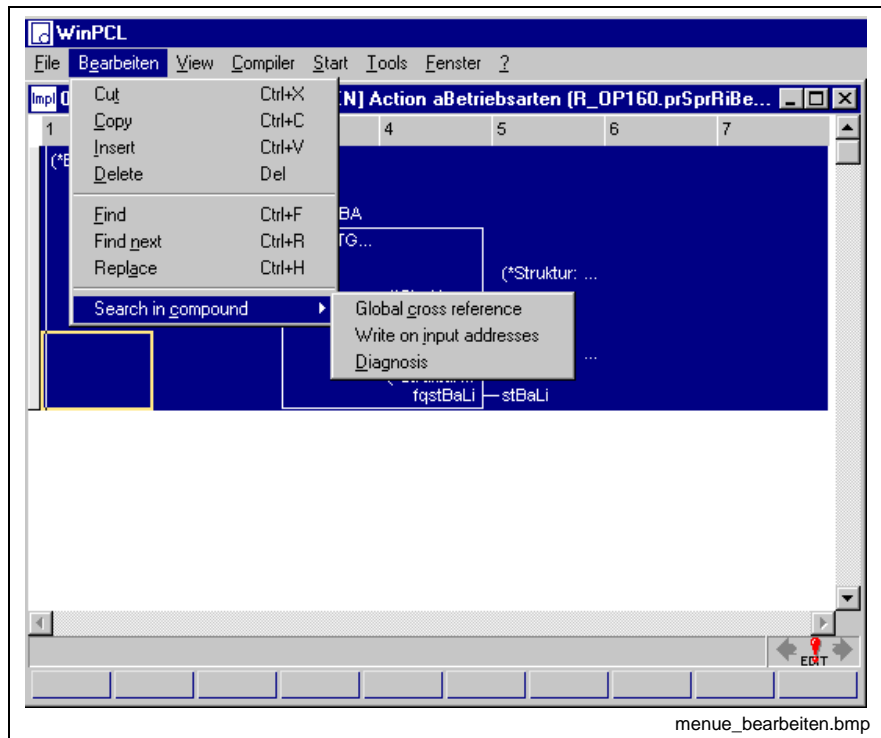 WinPCL
File Bearbeiten View Compiler Start Tools Fenster ?
Impl N] Action aBetriebsarten (R_OP160.prSprRiBe...
1 4 5 6 7
Cut Ctrl+X
Copy Ctrl+C
Insert Ctrl+V
Delete Del
Find Ctrl+F
Find next Ctrl+R
Replace Ctrl+H
Search in compound
Global cross reference
Write on input addresses
Diagnosis
BA
TG...
(*Struktur: ...
...
fqstBaLi stBaLi
EDIT
menue_bearbeiten.bmp